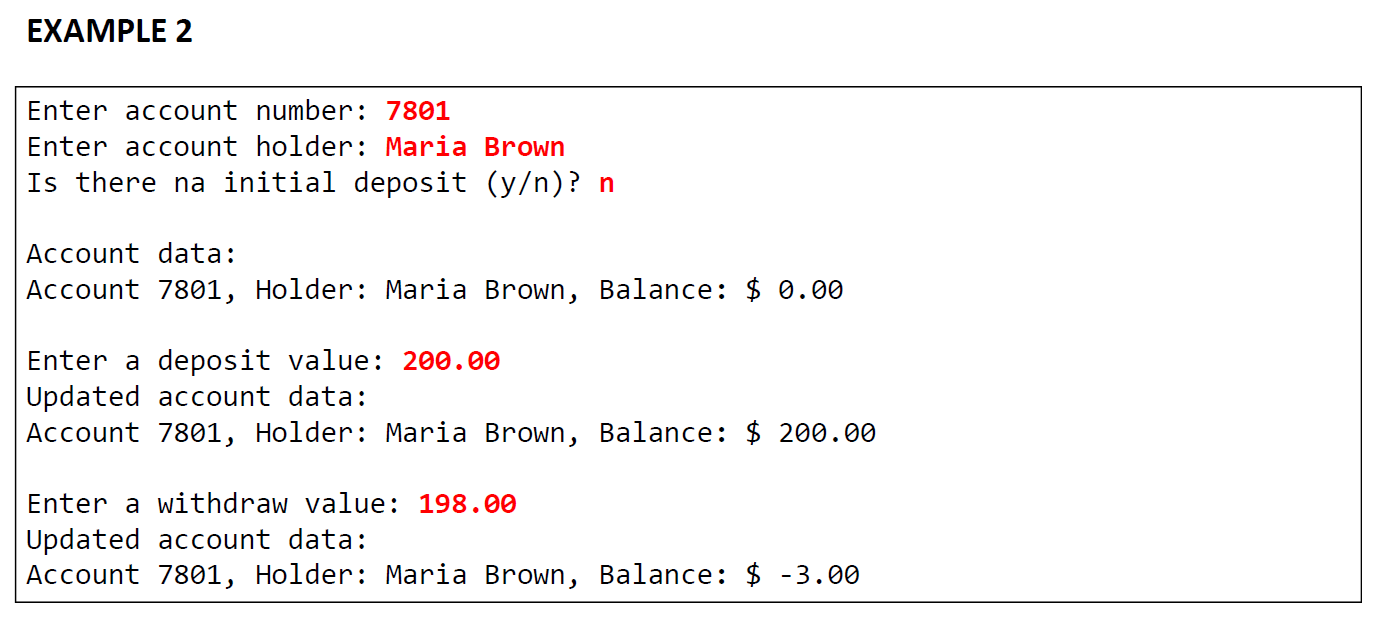 EXAMPLE 2
Enter account number: 7801
Enter account holder: Maria Brown
Is there na initial deposit (y/n)? n
Account data:
Account 7801, Holder: Maria Brown, Balance: $ 0.00
Enter a deposit value: 200.00
Updated account data:
Account 7801, Holder: Maria Brown, Balance: $ 200.00
Enter a withdraw value: 198.00
Updated account data:
Account 7801, Holder: Maria Brown, Balance: $ -3.00